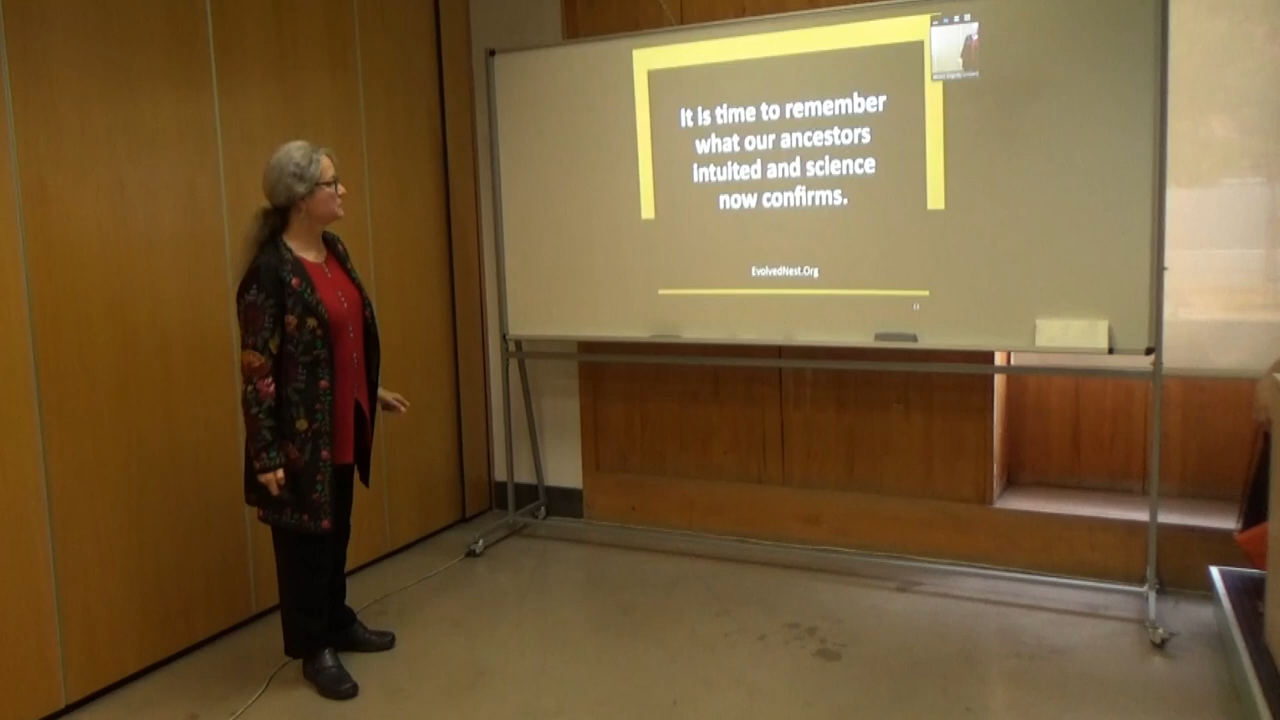 It is time to remember
what our ancestors
intuited and science
now confirms.
EvolvedNest.Org